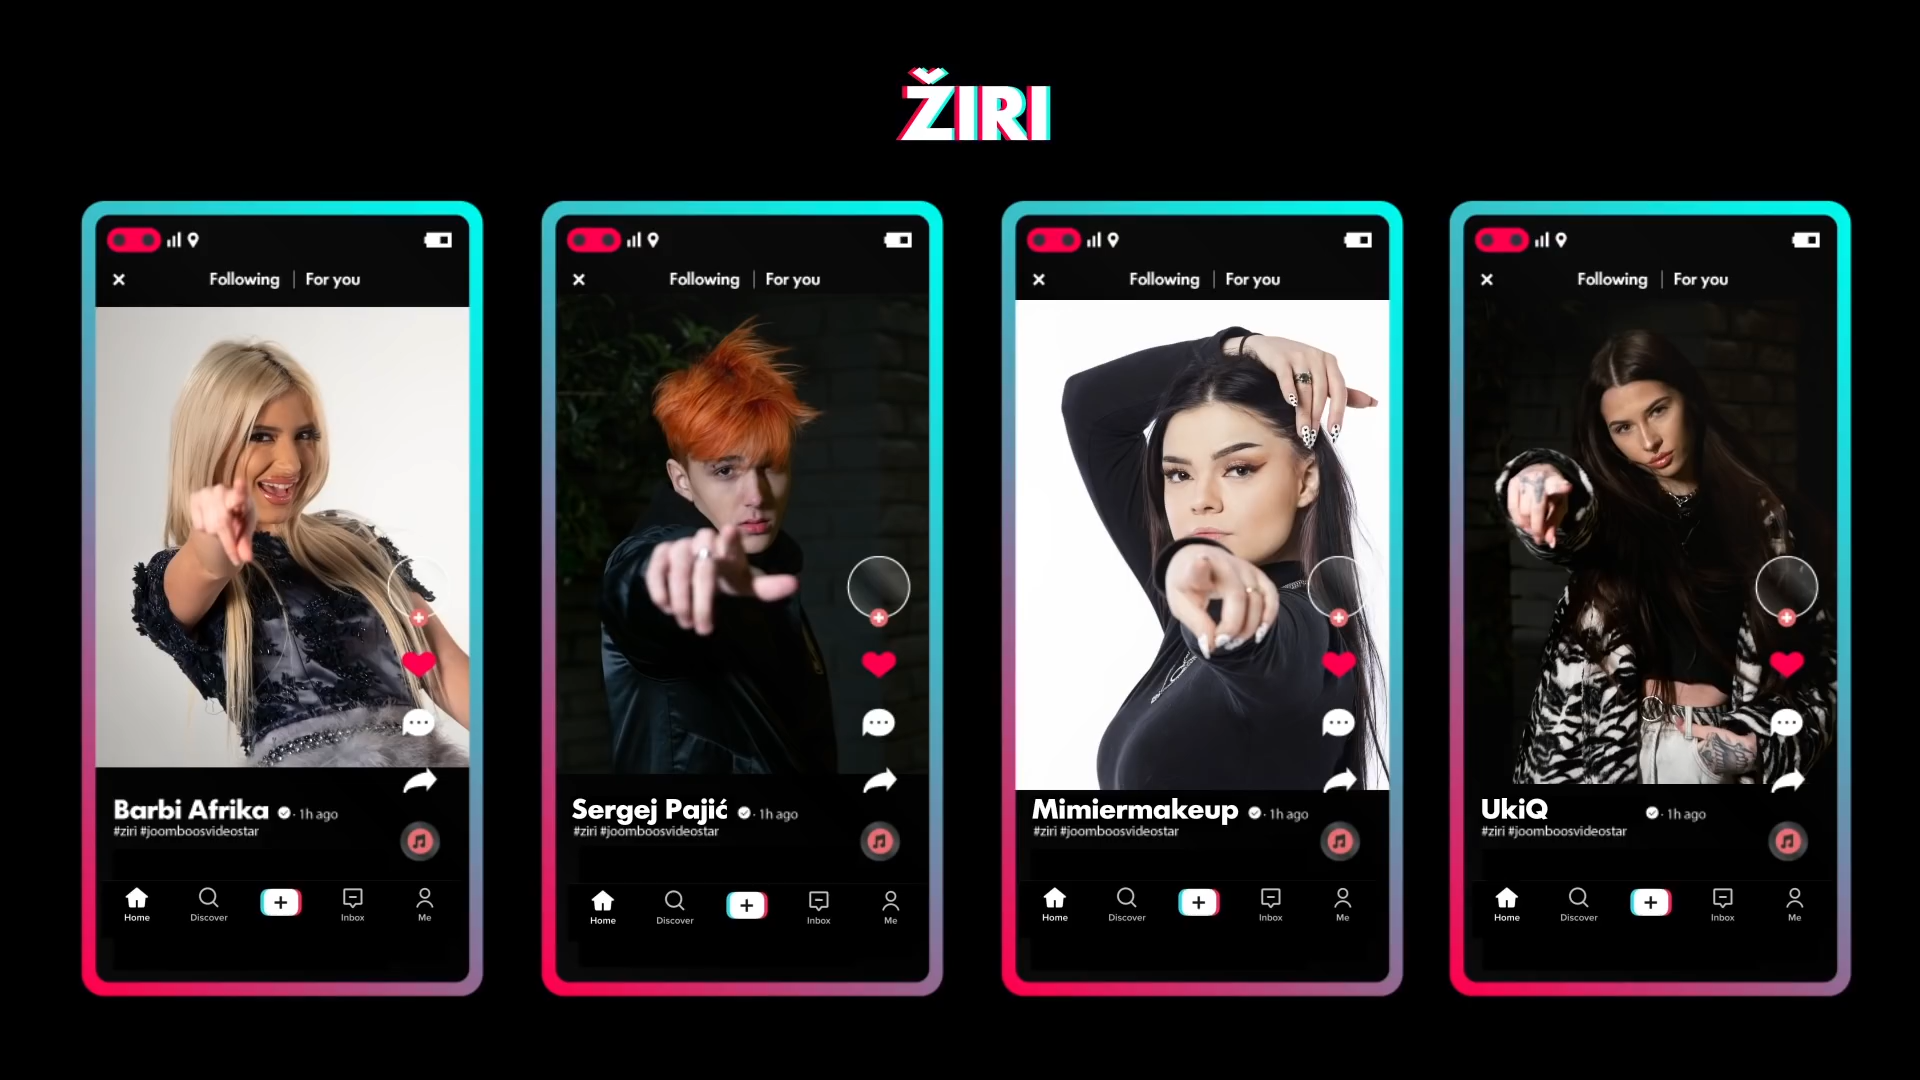 ŽIRI
Following | For you
Barbi Afrika · 1h ago
#ziri #joomboosvideostar
Home Discover Inbox Me
Following | For you
Sergej Pajić · 1h ago
#ziri #joomboosvideostar
Home Discover Inbox Me
Following | For you
Mimiermakeup · 1h ago
#ziri #joomboosvideostar
Home Discover Inbox Me
Following | For you
UkiQ · 1h ago
#ziri #joomboosvideostar
Home Discover Inbox Me